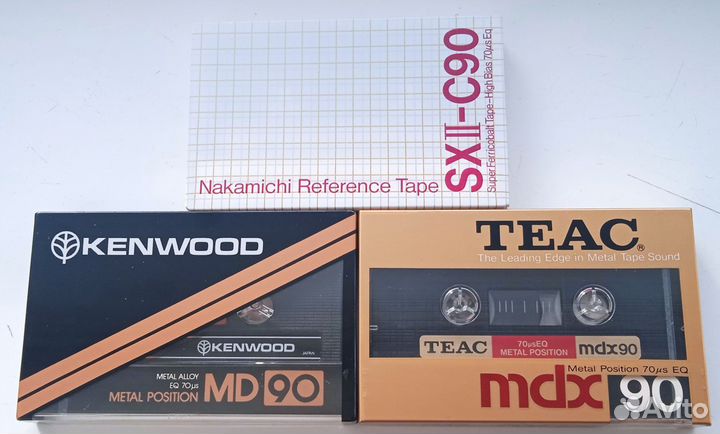 Nakamichi Reference Tape
SXII-C90
Super Ferricobalt Tape-High Bias 70µs Eq
KENWOOD
KENWOOD
JAPAN
METAL ALLOY
EQ 70µs
METAL POSITION MD 90
TEAC®
The Leading Edge in Metal Tape Sound
TEAC
70µsEQ
METAL POSITION
mdx90
Metal Position 70µs EQ
mdx 90
Avito